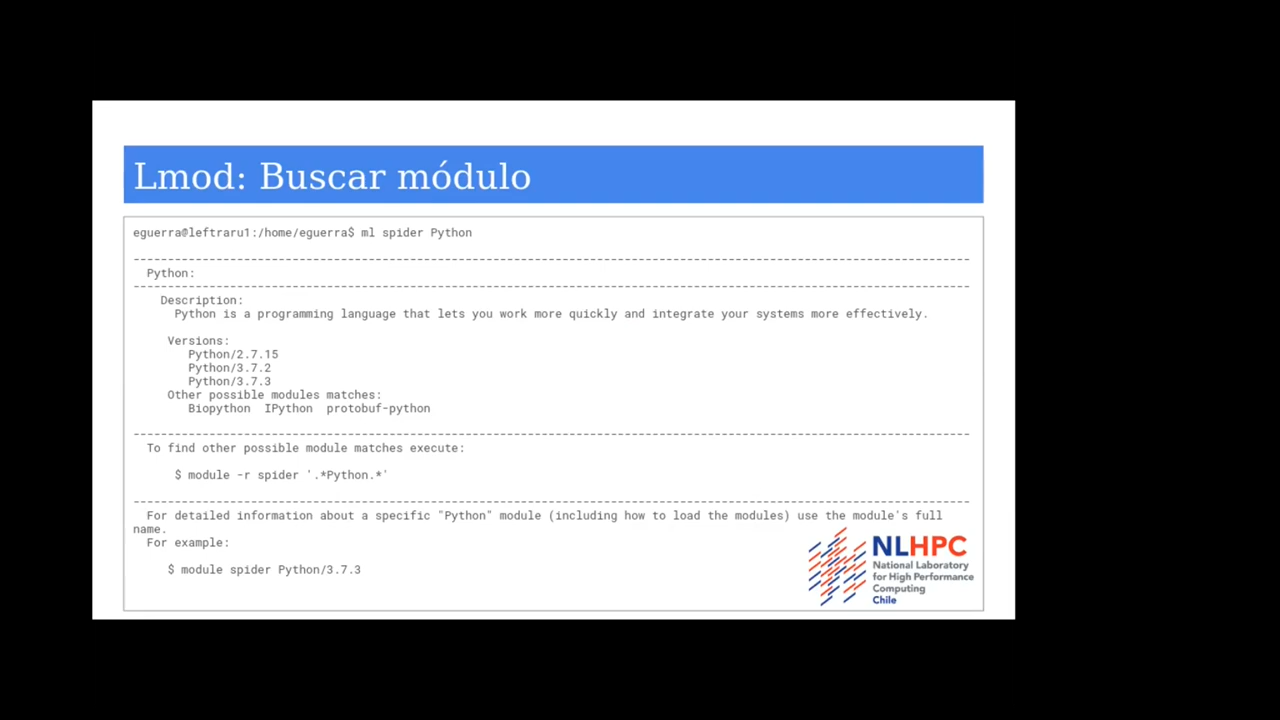 Lmod: Buscar módulo
eguerra@leftraru1:/home/eguerra$ ml spider Python
--------------------------------------------------------------------------------------------------------------------------
Python:
--------------------------------------------------------------------------------------------------------------------------
Description:
Python is a programming language that lets you work more quickly and integrate your systems more effectively.
Versions:
Python/2.7.15
Python/3.7.2
Python/3.7.3
Other possible modules matches:
Biopython  IPython  protobuf-python
--------------------------------------------------------------------------------------------------------------------------
To find other possible module matches execute:
$ module -r spider '.*Python.*'
--------------------------------------------------------------------------------------------------------------------------
For detailed information about a specific "Python" module (including how to load the modules) use the module's full
name.
For example:
$ module spider Python/3.7.3
NLHPC
National Laboratory
for High Performance
Computing
Chile